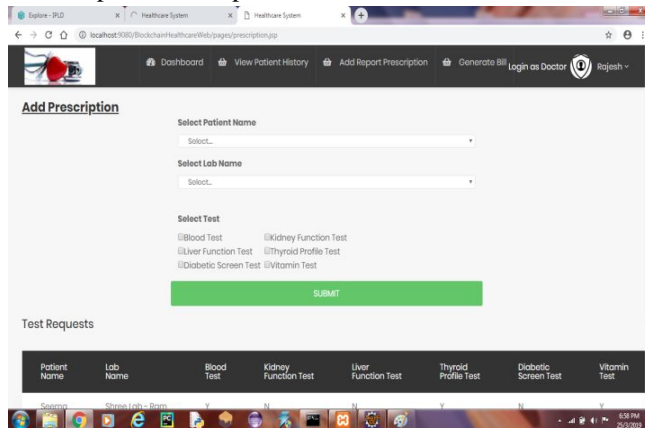 Explore - IPLD
Healthcare System
Healthcare System
localhost:9080/BlockchainHealthcareWeb/pages/prescription.jsp
Dashboard View Patient History Add Report Prescription Generate Bill Login as Doctor Rajesh
Add Prescription
Select Patient Name
Select...
Select Lab Name
Select...
Select Test
Blood Test Kidney Function Test
Liver Function Test Thyroid Profile Test
Diabetic Screen Test Vitamin Test
SUBMIT
Test Requests
Patient Name Lab Name Blood Test Kidney Function Test Liver Function Test Thyroid Profile Test Diabetic Screen Test Vitamin Test
Seema Shree Lab - Ram Y N N Y N Y
6:58 PM
25/3/2019